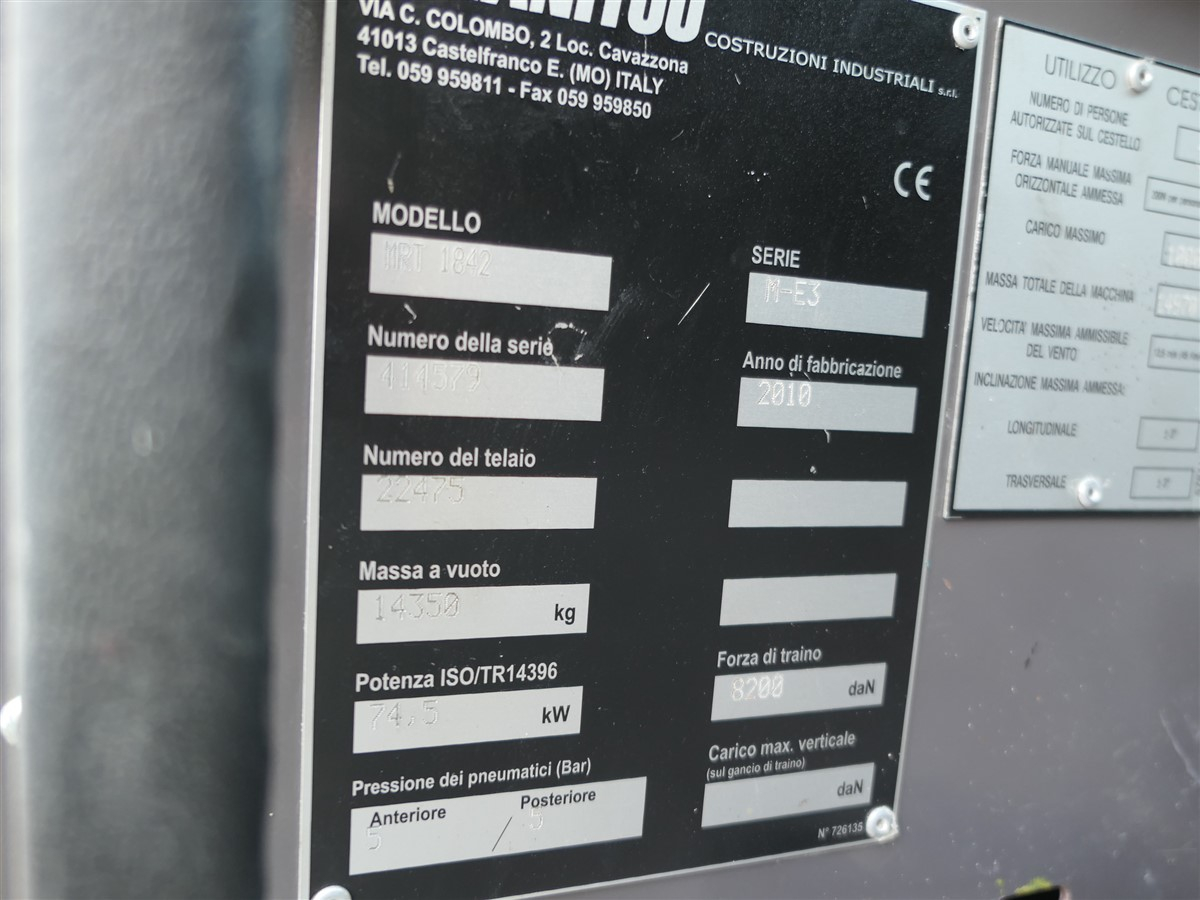 MANITOU
COSTRUZIONI INDUSTRIALI s.r.l.
VIA C. COLOMBO, 2 Loc. Cavazzona
41013 Castelfranco E. (MO) ITALY
Tel. 059 959811 - Fax 059 959850
CE
MODELLO
MRT 1842
SERIE
M-E3
Numero della serie
414579
Anno di fabbricazione
2010
Numero del telaio
22475
Massa a vuoto
14350 kg
Potenza ISO/TR14396
74,5 kW
Forza di traino
8200 daN
Pressione dei pneumatici (Bar)
Anteriore / Posteriore
5 / 5
Carico max. verticale
(sul gancio di traino)
daN
N° 726135
UTILIZZO CES
NUMERO DI PERSONE
AUTORIZZATE SUL CESTELLO
FORZA MANUALE MASSIMA
ORIZZONTALE AMMESSA
CARICO MASSIMO
MASSA TOTALE DELLA MACCHINA
VELOCITÀ MASSIMA AMMISSIBILE
DEL VENTO
INCLINAZIONE MASSIMA AMMESSA:
LONGITUDINALE
TRASVERSALE